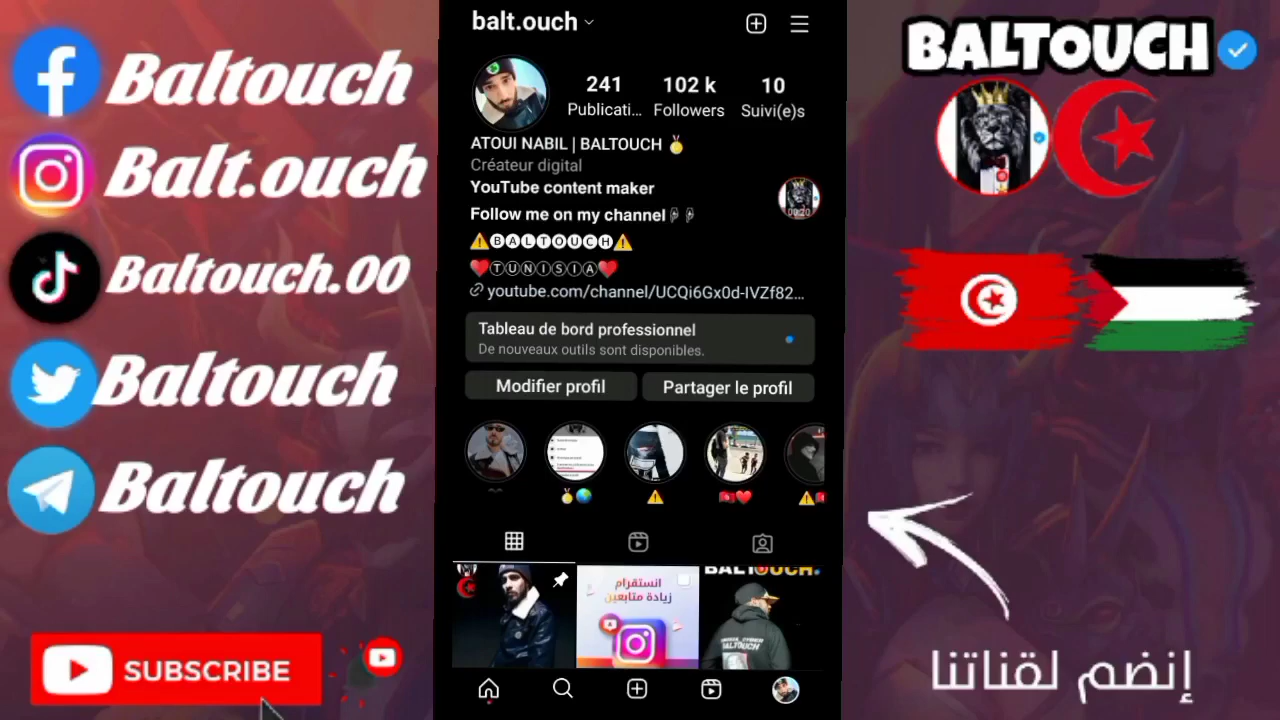 Baltouch
Balt.ouch
Baltouch.00
Baltouch
Baltouch
SUBSCRIBE
balt.ouch
241
Publicati...
102 k
Followers
10
Suivi(e)s
ATOUI NABIL | BALTOUCH 🏅
Créateur digital
YouTube content maker
Follow me on my channel
⚠️🅑🅐🅛🅣🅞🅤🅒🅗⚠️
❤️ⓉⓊⓃⒾⓈⒾⒶ❤️
youtube.com/channel/UCQi6Gx0d-IVZf82...
00:20
Tableau de bord professionnel
De nouveaux outils sont disponibles.
Modifier profil
Partager le profil
انستقرام
زيادة متابعين
BALTOUCH
BALTOUCH
BALTOUCH
إنضم لقناتنا